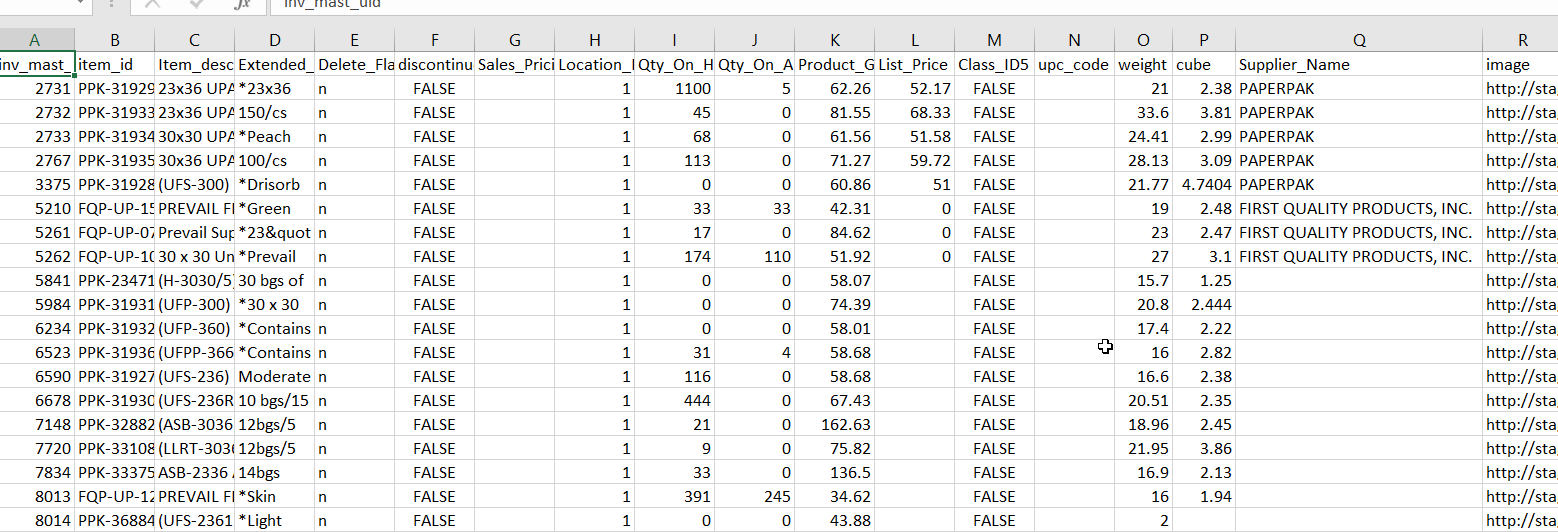 inv_mast_uid
A B C D E F G H I J K L M N O P Q R
inv_mast_ item_id Item_desc Extended_ Delete_Fla discontinu Sales_Prici Location_I Qty_On_H Qty_On_A Product_G List_Price Class_ID5 upc_code weight cube Supplier_Name image
2731 PPK-31929 23x36 UPA *23x36 n FALSE 1 1100 5 62.26 52.17 FALSE 21 2.38 PAPERPAK http://sta
2732 PPK-31933 23x36 UPA 150/cs n FALSE 1 45 0 81.55 68.33 FALSE 33.6 3.81 PAPERPAK http://sta
2733 PPK-31934 30x30 UPA *Peach n FALSE 1 68 0 61.56 51.58 FALSE 24.41 2.99 PAPERPAK http://sta
2767 PPK-31935 30x36 UPA 100/cs n FALSE 1 113 0 71.27 59.72 FALSE 28.13 3.09 PAPERPAK http://sta
3375 PPK-31928 (UFS-300) *Drisorb n FALSE 1 0 0 60.86 51 FALSE 21.77 4.7404 PAPERPAK http://sta
5210 FQP-UP-15 PREVAIL FI *Green n FALSE 1 33 33 42.31 0 FALSE 19 2.48 FIRST QUALITY PRODUCTS, INC. http://sta
5261 FQP-UP-07 Prevail Sup *23&quot n FALSE 1 17 0 84.62 0 FALSE 23 2.47 FIRST QUALITY PRODUCTS, INC. http://sta
5262 FQP-UP-10 30 x 30 Un *Prevail n FALSE 1 174 110 51.92 0 FALSE 27 3.1 FIRST QUALITY PRODUCTS, INC. http://sta
5841 PPK-23471 (H-3030/5) 30 bgs of n FALSE 1 0 0 58.07 FALSE 15.7 1.25 http://sta
5984 PPK-31931 (UFP-300) *30 x 30 n FALSE 1 0 0 74.39 FALSE 20.8 2.444 http://sta
6234 PPK-31932 (UFP-360) *Contains n FALSE 1 0 0 58.01 FALSE 17.4 2.22 http://sta
6523 PPK-31936 (UFPP-366 *Contains n FALSE 1 31 4 58.68 FALSE 16 2.82 http://sta
6590 PPK-31927 (UFS-236) Moderate n FALSE 1 116 0 58.68 FALSE 16.6 2.38 http://sta
6678 PPK-31930 (UFS-236R 10 bgs/15 n FALSE 1 444 0 67.43 FALSE 20.51 2.35 http://sta
7148 PPK-32882 (ASB-3036 12bgs/5 n FALSE 1 21 0 162.63 FALSE 18.96 2.45 http://sta
7720 PPK-33108 (LLRT-3036 12bgs/5 n FALSE 1 9 0 75.82 FALSE 21.95 3.86 http://sta
7834 PPK-33375 ASB-2336 14bgs n FALSE 1 33 0 136.5 FALSE 16.9 2.13 http://sta
8013 FQP-UP-12 PREVAIL FI *Skin n FALSE 1 391 245 34.62 FALSE 16 1.94 http://sta
8014 PPK-36884 (UFS-2361 *Light n FALSE 1 0 0 43.88 FALSE 2 http://sta